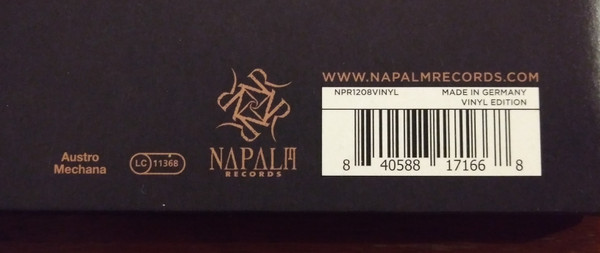 WWW.NAPALMRECORDS.COM
NPR1208VINYL MADE IN GERMANY
VINYL EDITION
8 40588 17166 8
Austro
Mechana
LC 11368
NAPALM
RECORDS